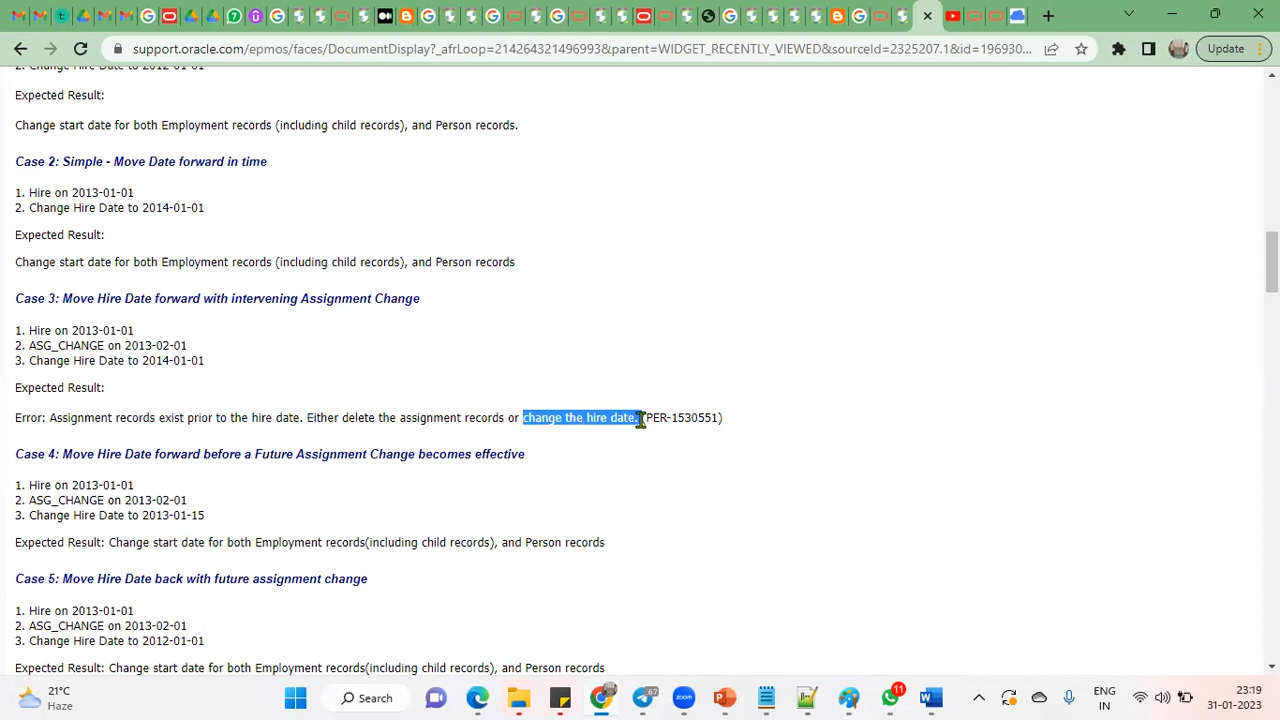 Update
support.oracle.com/epmos/faces/DocumentDisplay?_afrLoop=214264321496993&parent=WIDGET_RECENTLY_VIEWED&sourceId=2325207.1&id=196930...
2. Change Hire Date to 2012-01-01
Expected Result:
Change start date for both Employment records (including child records), and Person records.
Case 2: Simple - Move Date forward in time
1. Hire on 2013-01-01
2. Change Hire Date to 2014-01-01
Expected Result:
Change start date for both Employment records (including child records), and Person records
Case 3: Move Hire Date forward with intervening Assignment Change
1. Hire on 2013-01-01
2. ASG_CHANGE on 2013-02-01
3. Change Hire Date to 2014-01-01
Expected Result:
Error: Assignment records exist prior to the hire date. Either delete the assignment records or change the hire date. (PER-1530551)
Case 4: Move Hire Date forward before a Future Assignment Change becomes effective
1. Hire on 2013-01-01
2. ASG_CHANGE on 2013-02-01
3. Change Hire Date to 2013-01-15
Expected Result: Change start date for both Employment records(including child records), and Person records
Case 5: Move Hire Date back with future assignment change
1. Hire on 2013-01-01
2. ASG_CHANGE on 2013-02-01
3. Change Hire Date to 2012-01-01
Expected Result: Change start date for both Employment records(including child records), and Person records
21°C
Haze
Search
67
11
ENG
IN
23:19
31-01-2023